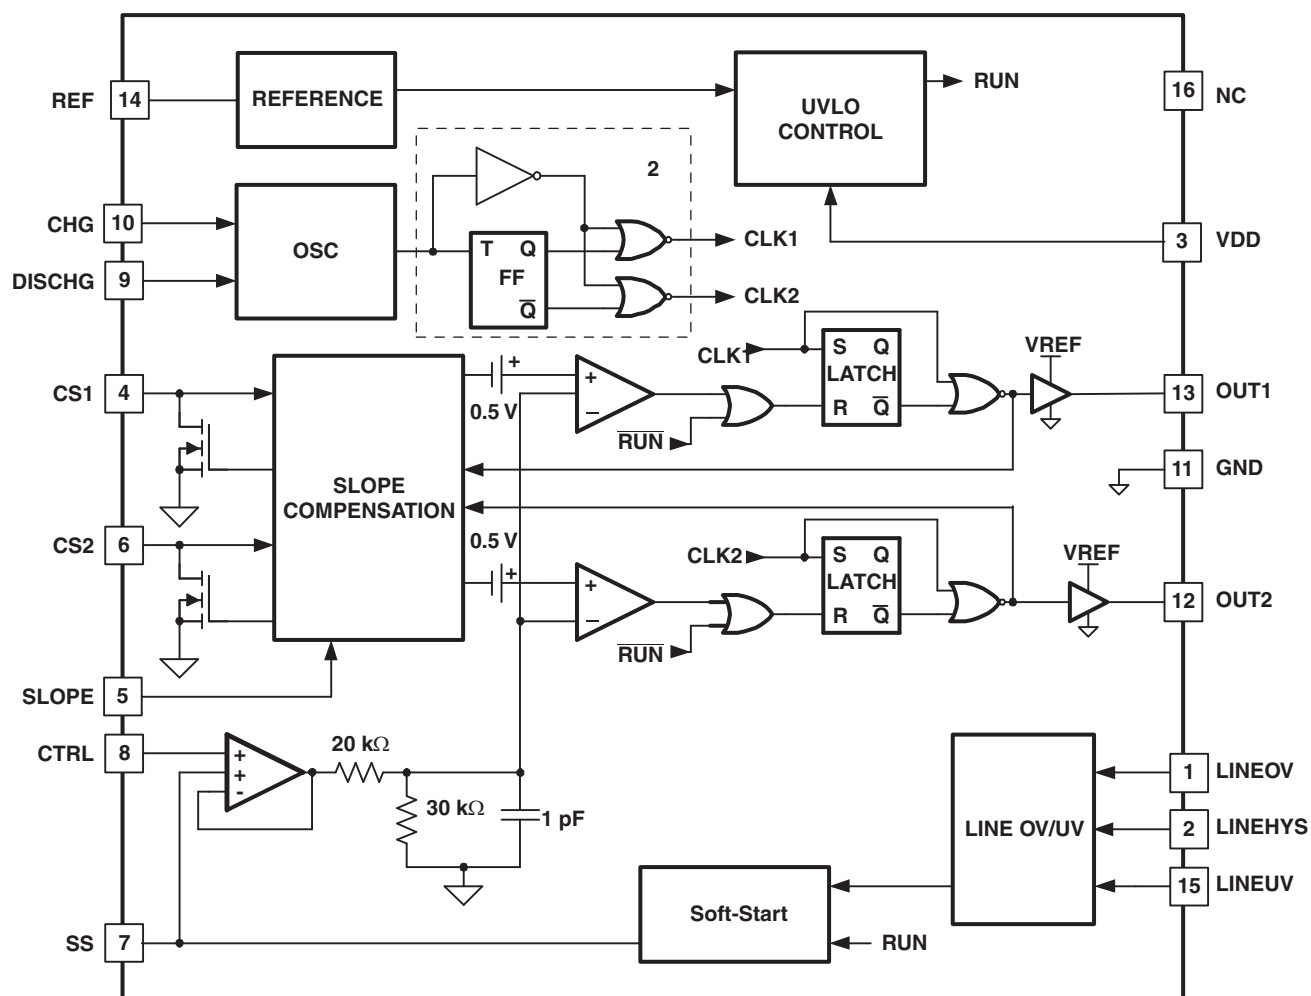 REF
14
REFERENCE
UVLO
CONTROL
RUN
16
NC
2
CHG
10
OSC
DISCHG
9
T Q
FF
Q̅
CLK1
CLK2
3
VDD
CS1
4
+
0.5 V
+
–
CLK1
R̅U̅N̅
S Q
LATCH
R Q̅
VREF
13
OUT1
11
GND
SLOPE
COMPENSATION
CS2
6
0.5 V
+
+
–
CLK2
R̅U̅N̅
S Q
LATCH
R Q̅
VREF
12
OUT2
SLOPE
5
CTRL
8
+
+
-
20 kΩ
30 kΩ
1 pF
LINE OV/UV
1
LINEOV
2
LINEHYS
15
LINEUV
Soft-Start
RUN
SS
7